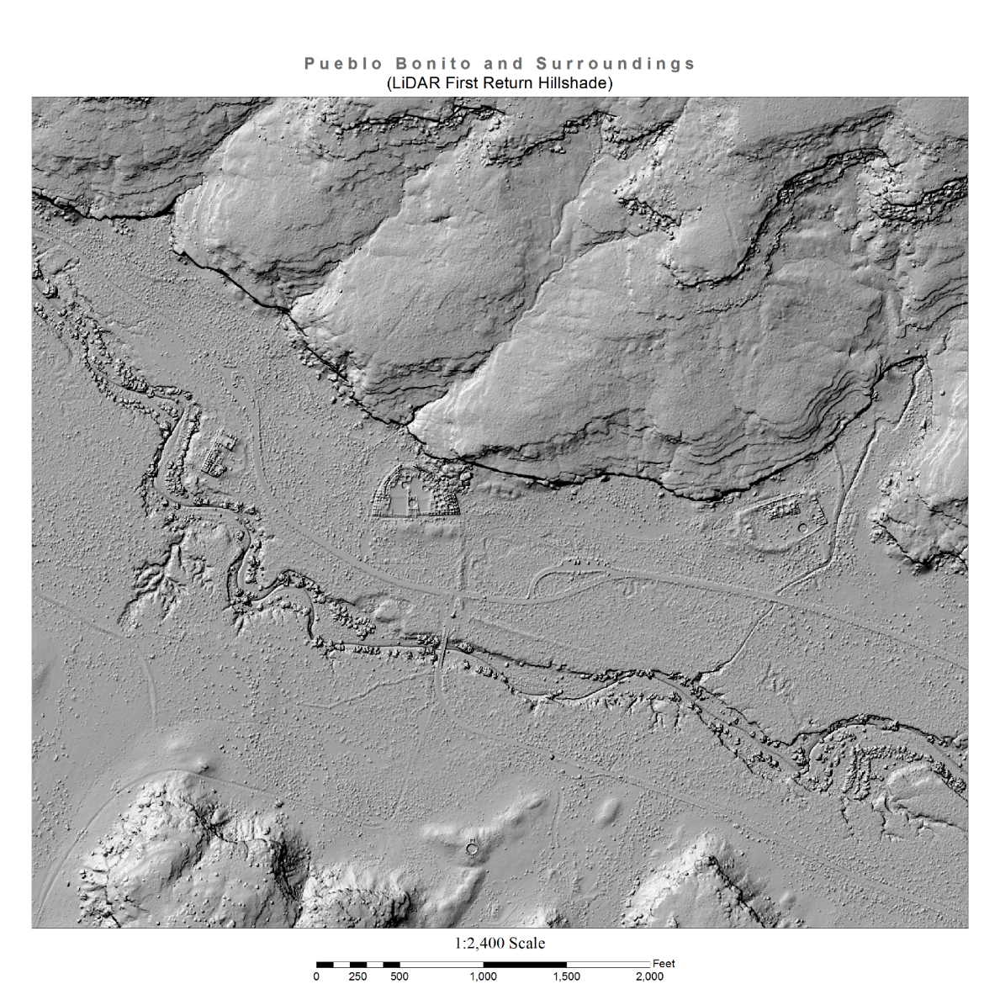 Pueblo Bonito and Surroundings
(LiDAR First Return Hillshade)
1:2,400 Scale
Feet
0 250 500 1,000 1,500 2,000